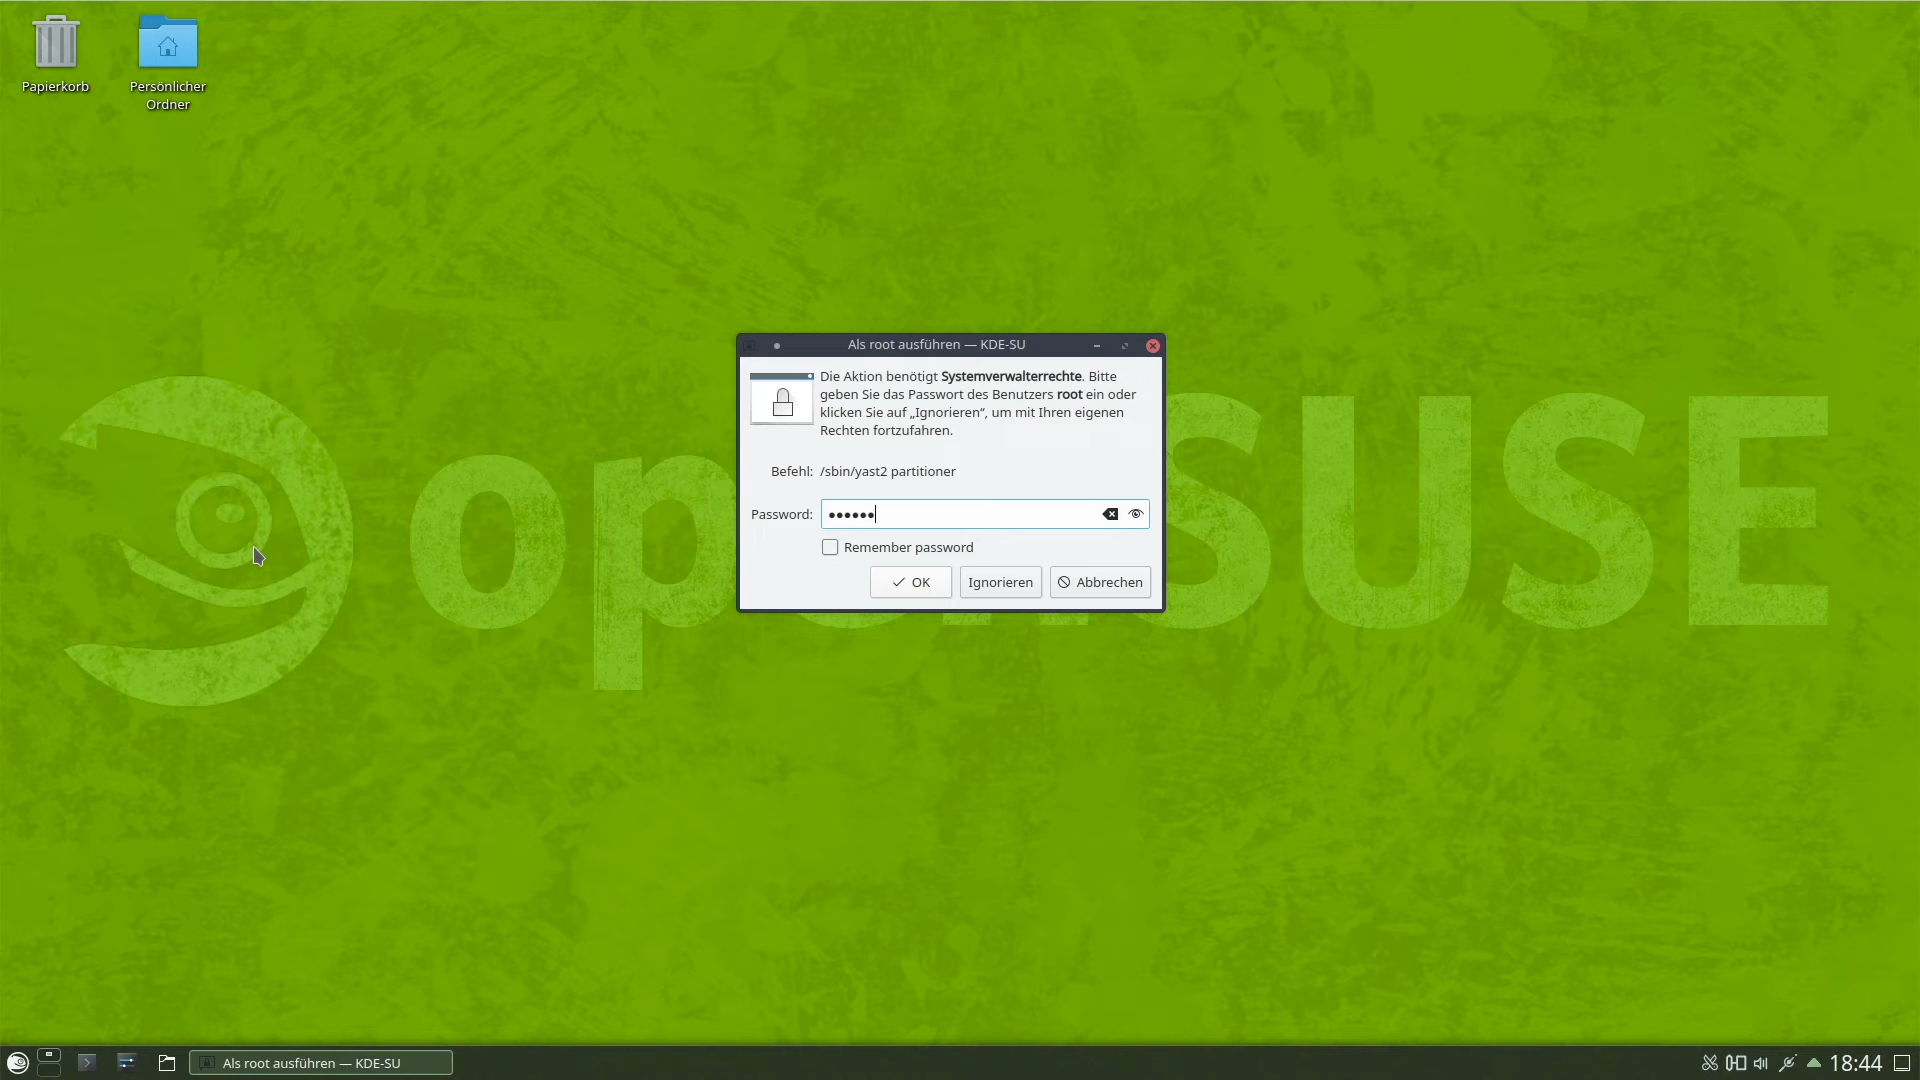 Papierkorb
Persönlicher
Ordner
openSUSE
Als root ausführen — KDE-SU
Die Aktion benötigt Systemverwalterrechte. Bitte
geben Sie das Passwort des Benutzers root ein oder
klicken Sie auf „Ignorieren“, um mit Ihren eigenen
Rechten fortzufahren.
Befehl: /sbin/yast2 partitioner
Password: ●●●●●●
Remember password
OK Ignorieren Abbrechen
Als root ausführen — KDE-SU
18:44